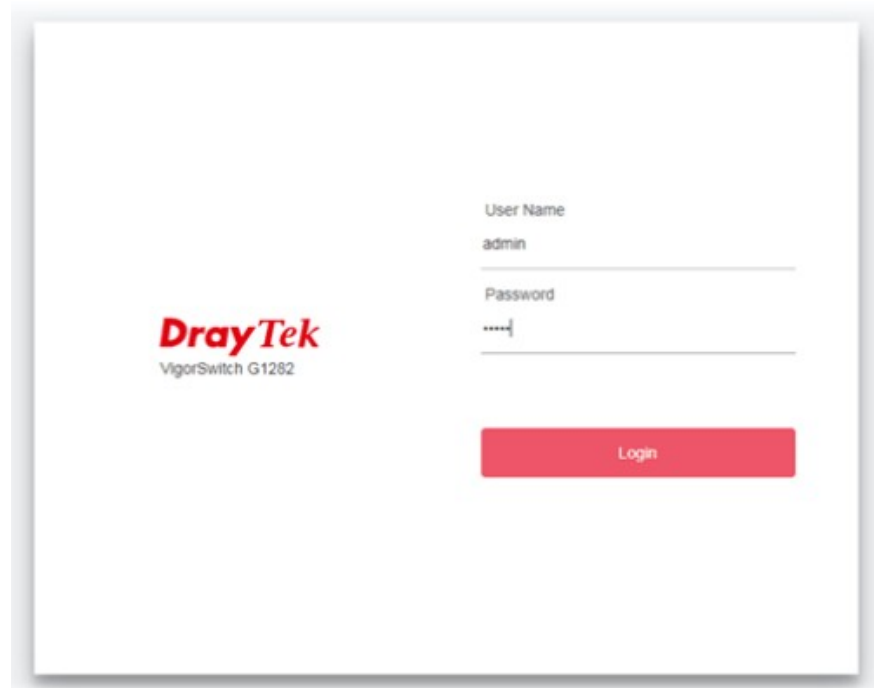 User Name
admin
Password
•••••
DrayTek
VigorSwitch G1282
Login